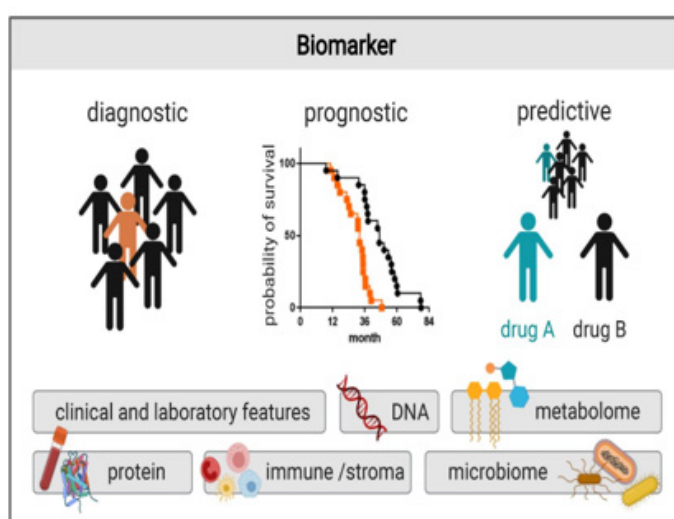 Biomarker
diagnostic
prognostic
predictive
probability of survival
100
50
0
0 12 36 60 84
month
drug A drug B
clinical and laboratory features
DNA
metabolome
protein
immune /stroma
microbiome